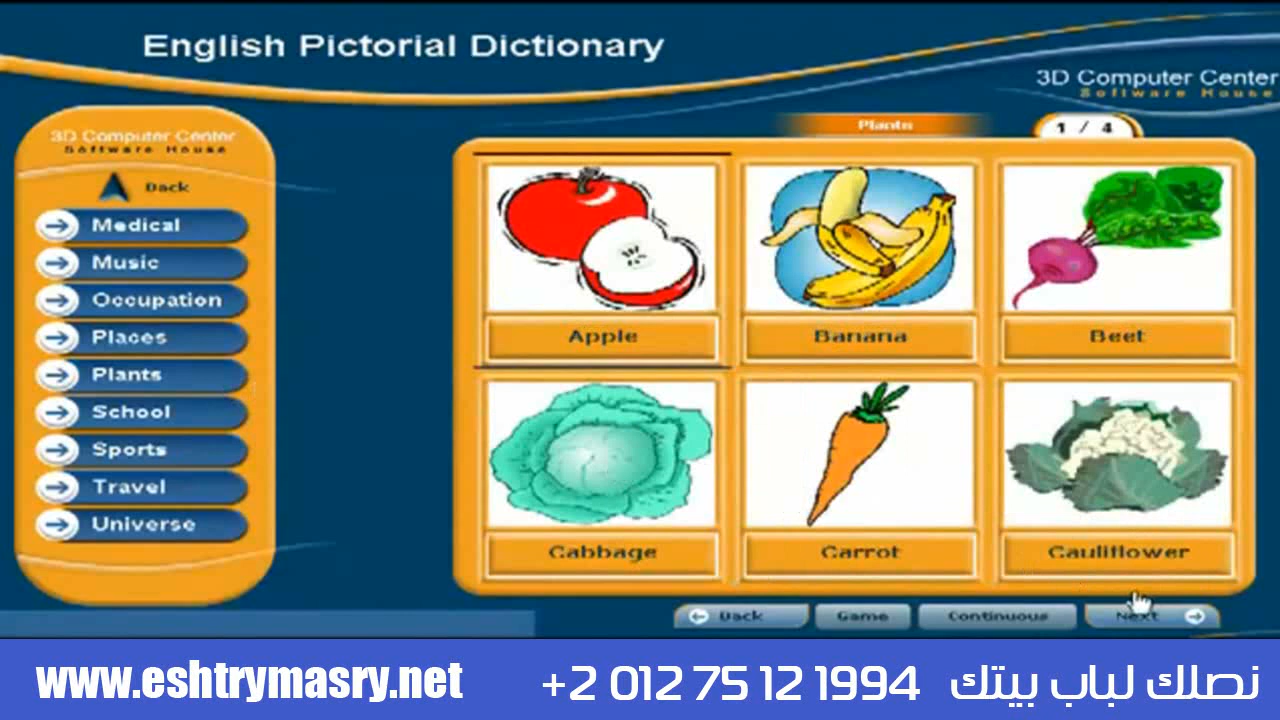 English Pictorial Dictionary
3D Computer Center
Software House
3D Computer Center
Software House
Back
Medical
Music
Occupation
Places
Plants
School
Sports
Travel
Universe
Plants
1 / 4
Apple
Banana
Beet
Cabbage
Carrot
Cauliflower
Back
Game
Continuous
Next
www.eshtrymasry.net
+2 012 75 12 1994
نصلك لباب بيتك